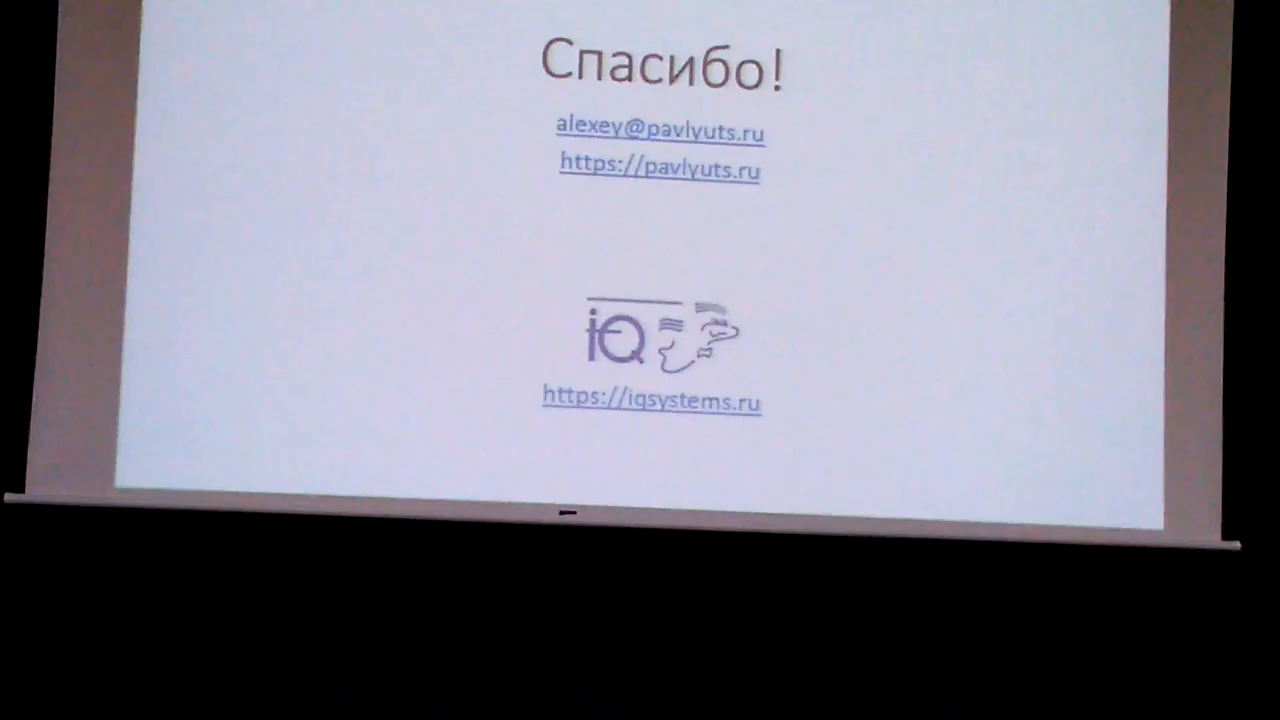 Спасибо!
alexey@pavlyuts.ru
https://pavlyuts.ru
iQ
https://iqsystems.ru